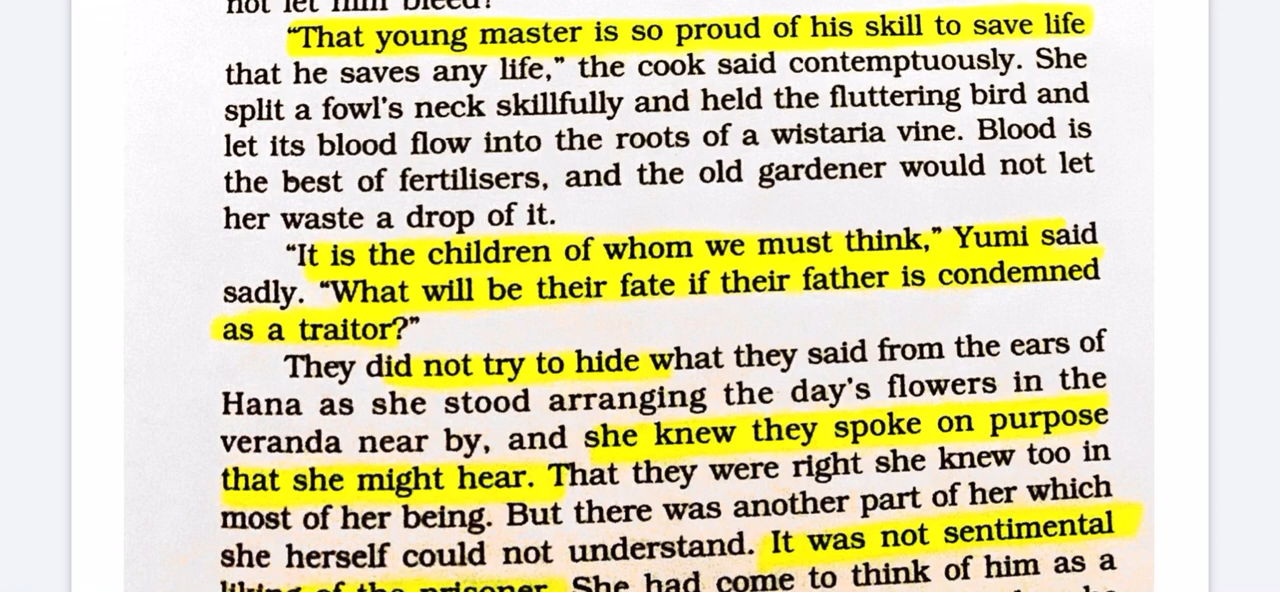 not let him bleed?
“That young master is so proud of his skill to save life
that he saves any life,” the cook said contemptuously. She
split a fowl's neck skillfully and held the fluttering bird and
let its blood flow into the roots of a wistaria vine. Blood is
the best of fertilisers, and the old gardener would not let
her waste a drop of it.
“It is the children of whom we must think,” Yumi said
sadly. “What will be their fate if their father is condemned
as a traitor?”
They did not try to hide what they said from the ears of
Hana as she stood arranging the day's flowers in the
veranda near by, and she knew they spoke on purpose
that she might hear. That they were right she knew too in
most of her being. But there was another part of her which
she herself could not understand. It was not sentimental
liking of the prisoner. She had come to think of him as a